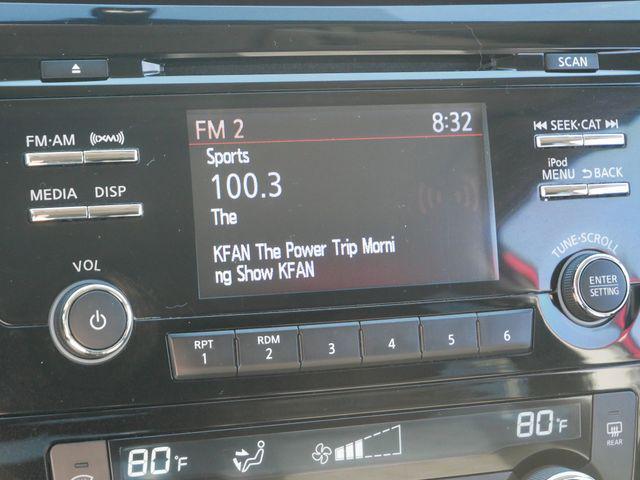 SCAN
FM·AM
XM
FM 2
8:32
SEEK·CAT
Sports
iPod
MENU
BACK
MEDIA
DISP
100.3
The
KFAN The Power Trip Morni
ng Show KFAN
TUNE·SCROLL
ENTER
SETTING
VOL
RPT
1
RDM
2
3
4
5
6
80°F
80°F
REAR